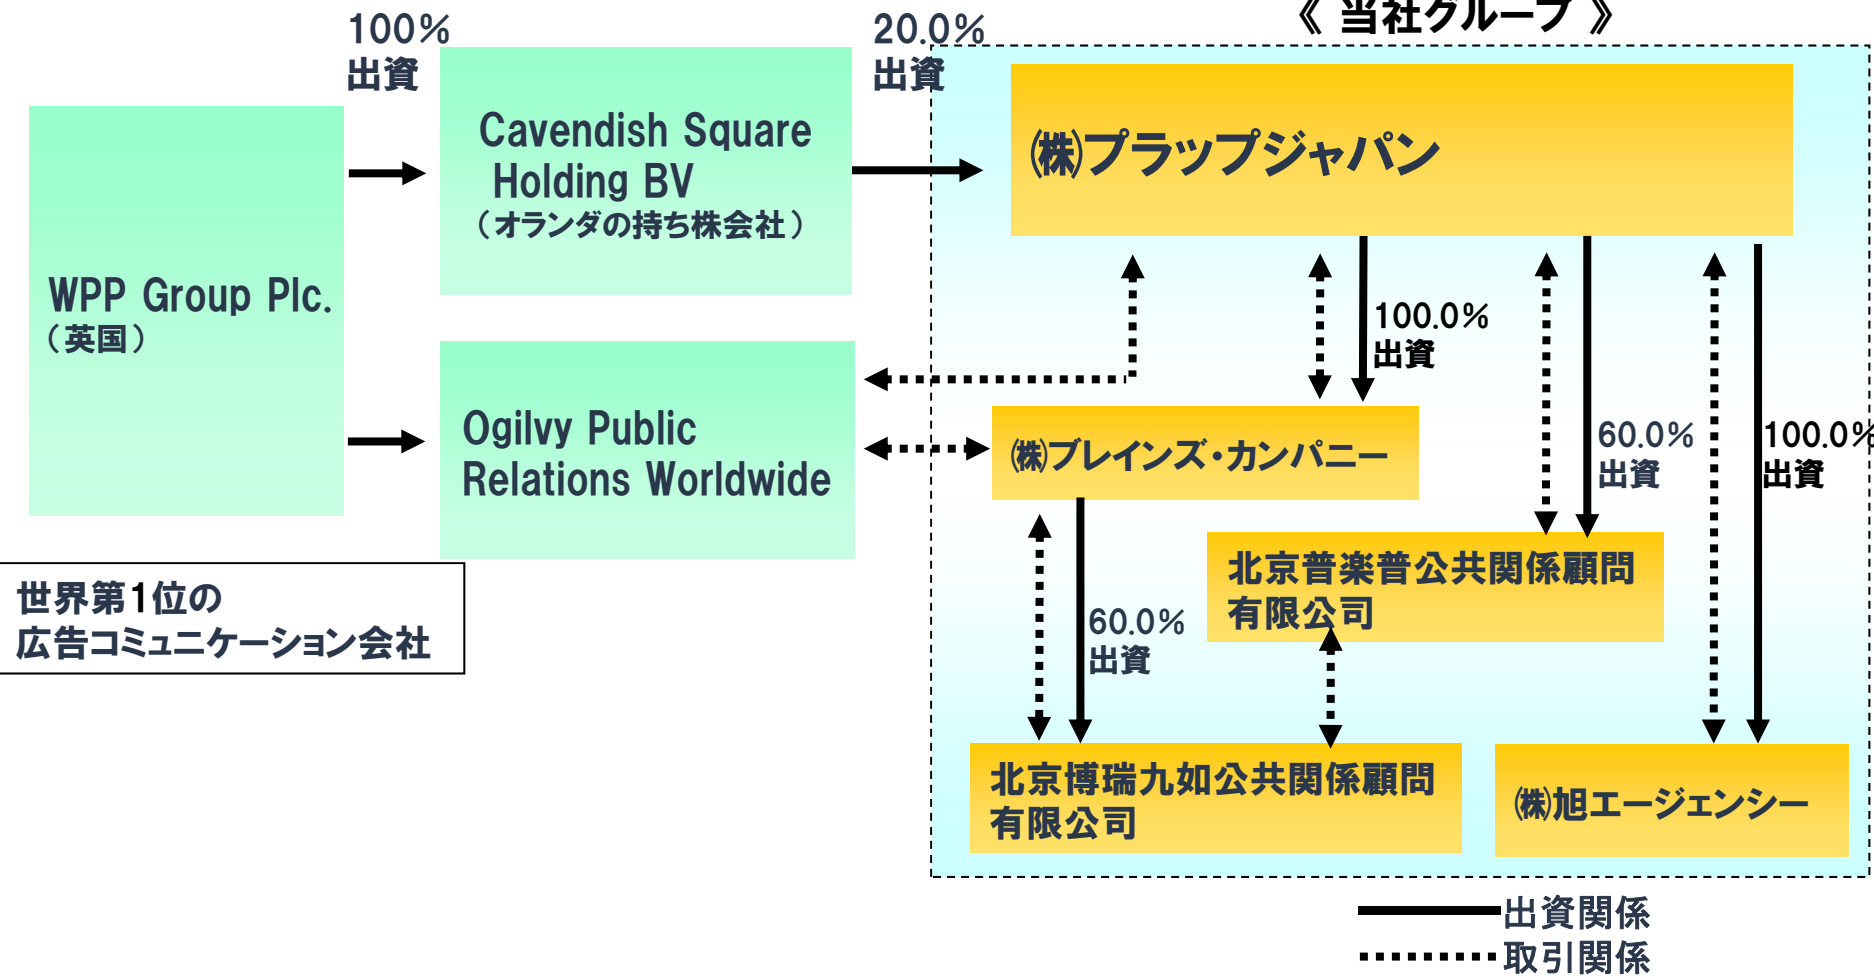 《 当社グループ 》
100%
出資
20.0%
出資
Cavendish Square
Holding BV
（オランダの持ち株会社）
㈱プラップジャパン
WPP Group Plc.
（英国）
100.0%
出資
Ogilvy Public
Relations Worldwide
㈱ブレインズ・カンパニー
60.0%
出資
100.0%
出資
北京普楽普公共関係顧問
有限公司
世界第1位の
広告コミュニケーション会社
60.0%
出資
北京博瑞九如公共関係顧問
有限公司
㈱旭エージェンシー
出資関係
取引関係